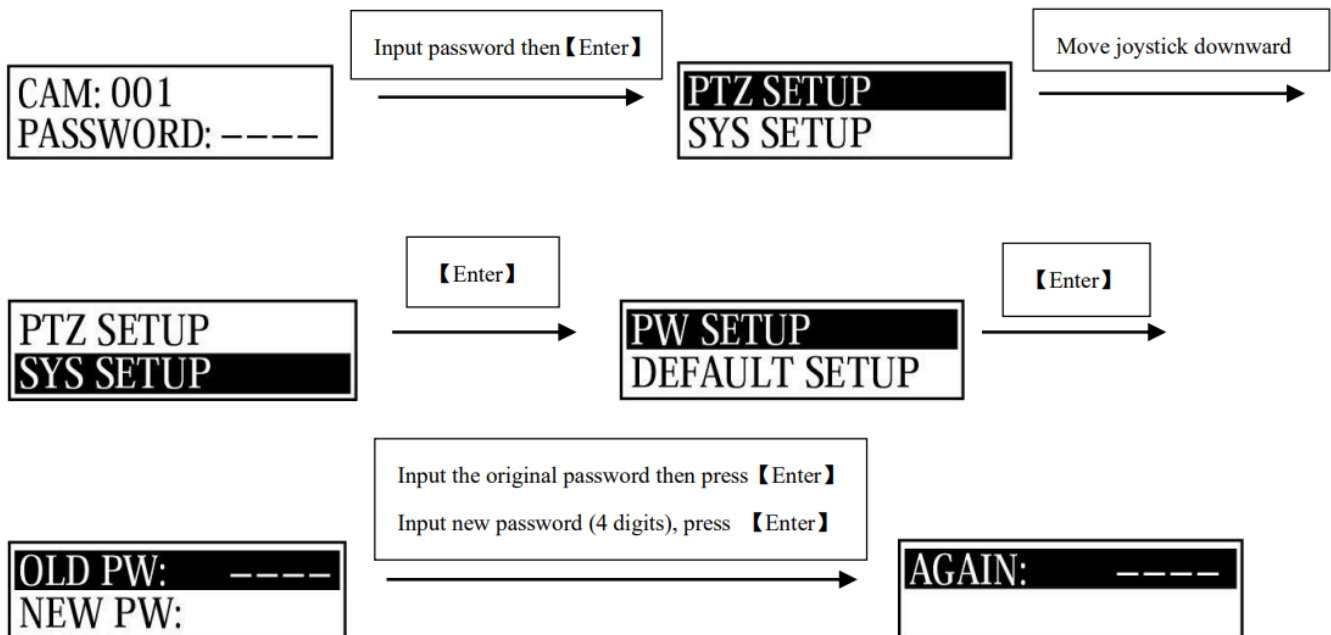 Input password then【Enter】
Move joystick downward
CAM: 001
PASSWORD: – – – –
PTZ SETUP
SYS SETUP
【Enter】
【Enter】
PTZ SETUP
SYS SETUP
PW SETUP
DEFAULT SETUP
Input the original password then press【Enter】
Input new password (4 digits), press 【Enter】
OLD PW: – – – –
NEW PW:
AGAIN: – – – –